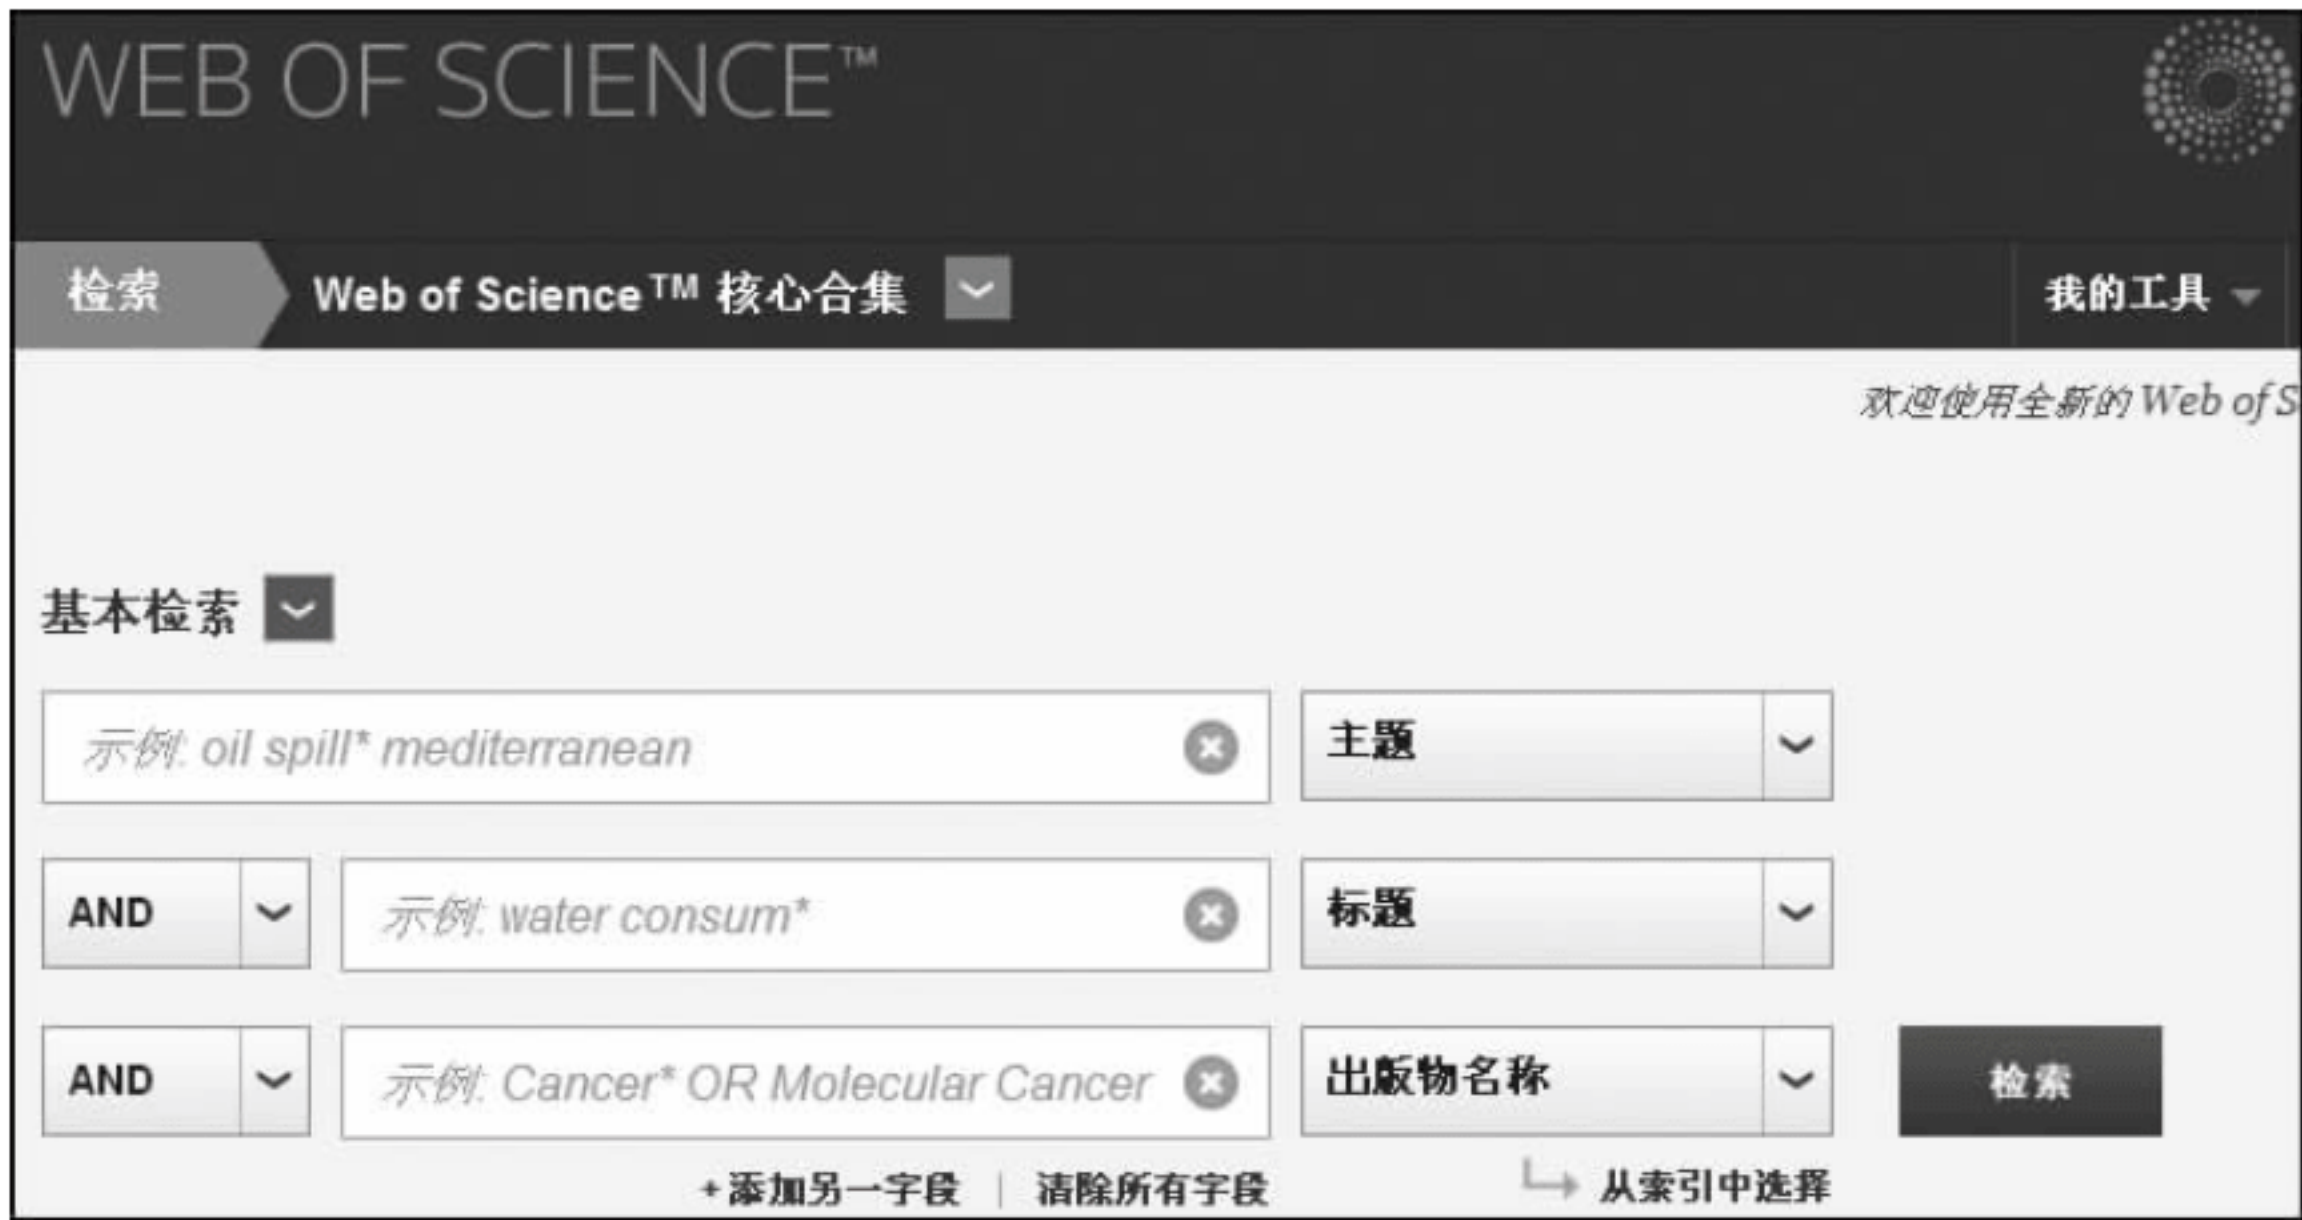 WEB OF SCIENCE™
检索 Web of Science™ 核心合集 我的工具
欢迎使用全新的 Web of S
基本检索
示例: oil spill* mediterranean 主题
AND 示例: water consum* 标题
AND 示例: Cancer* OR Molecular Cancer 出版物名称 检索
+添加另一字段 | 清除所有字段 从索引中选择